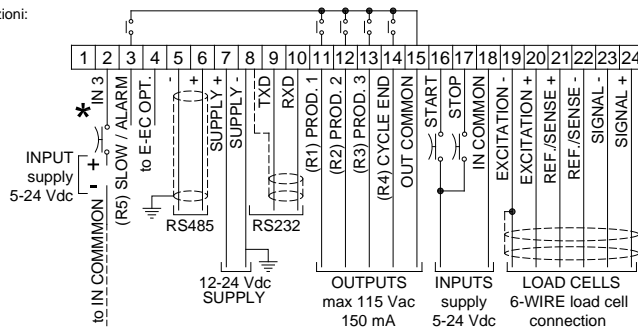 zioni:
1 2 3 4 5 6 7 8 9 10 11 12 13 14 15 16 17 18 19 20 21 22 23 24
* IN 3
(R5) SLOW / ALARM
to E-EC OPT.
-
+
SUPPLY +
SUPPLY -
TXD
RXD
(R1) PROD. 1
(R2) PROD. 2
(R3) PROD. 3
(R4) CYCLE END
OUT COMMON
START
STOP
IN COMMON
EXCITATION -
EXCITATION +
REF./SENSE +
REF./SENSE -
SIGNAL -
SIGNAL +
INPUT +
supply
5-24 Vdc -
to IN COMMMON
RS485
RS232
12-24 Vdc
SUPPLY
OUTPUTS
max 115 Vac
150 mA
INPUTS
supply
5-24 Vdc
LOAD CELLS
6-WIRE load cell
connection